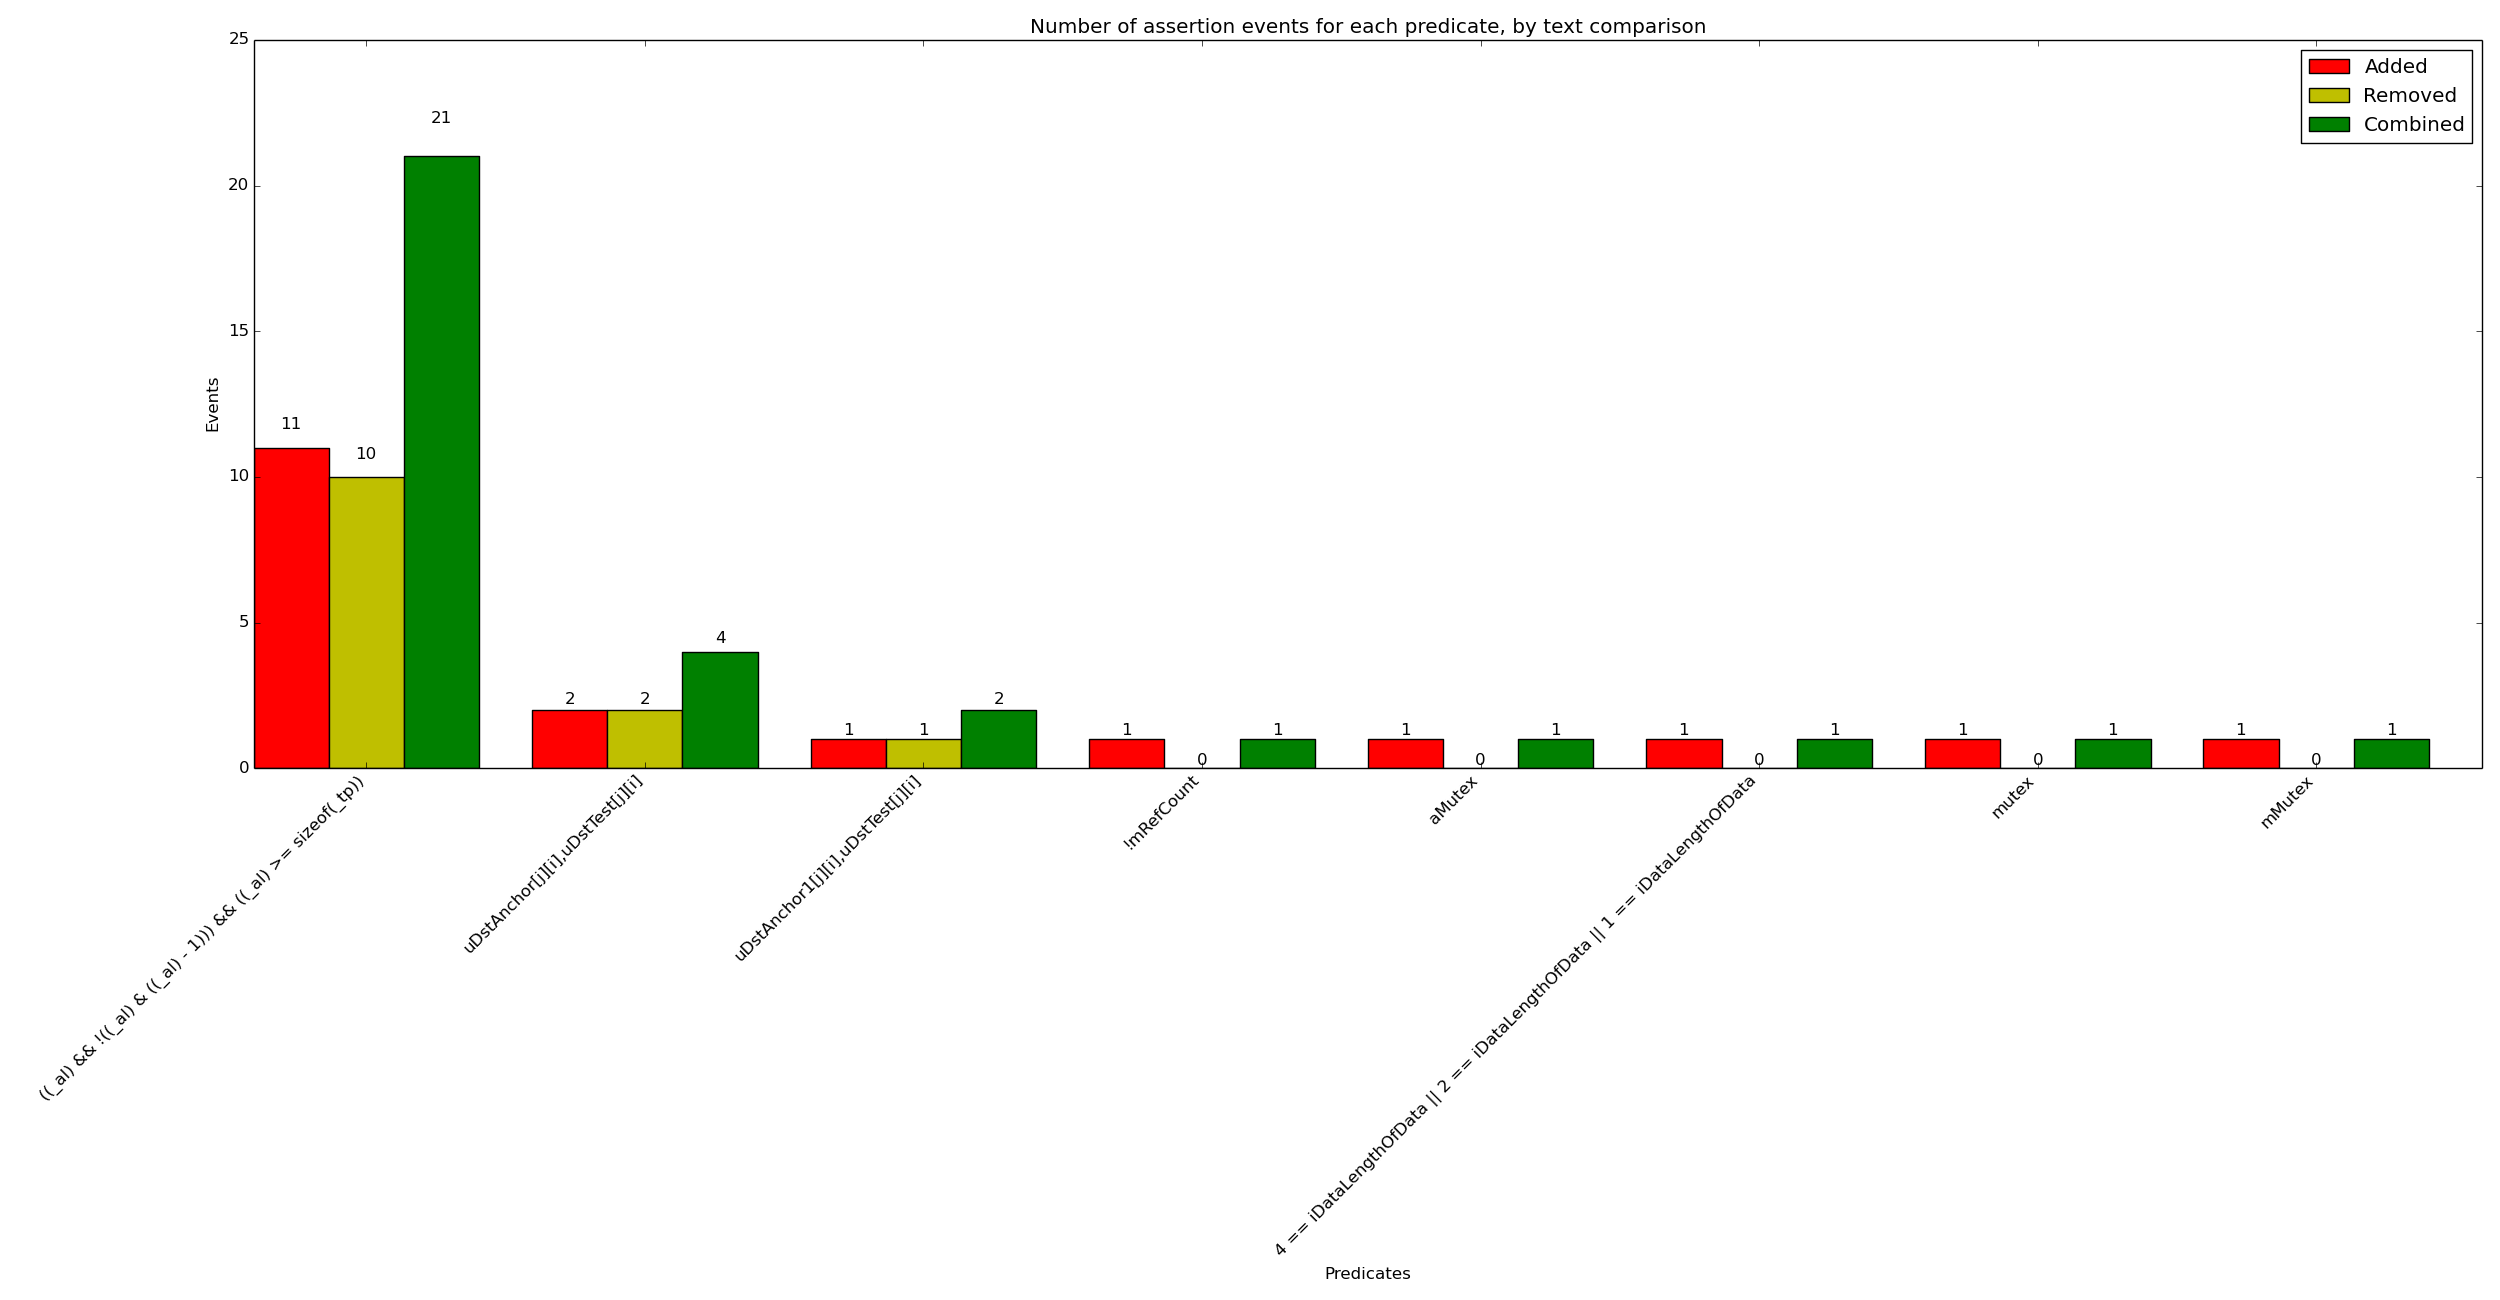 Number of assertion events for each predicate, by text comparison
Added
Removed
Combined
Events
25
20
15
10
5
0
11
10
21
2
2
4
1
1
2
1
0
1
1
0
1
1
0
1
1
0
1
1
0
1
((_al) && !((_al) & ((_al) - 1))) && ((_al) >= sizeof(_tp))
uDstAnchor[j][i],uDstTest[j][i]
uDstAnchor1[j][i],uDstTest[j][i]
!mRefCount
aMutex
4 == iDataLengthOfData || 2 == iDataLengthOfData || 1 == iDataLengthOfData
mutex
mMutex
Predicates